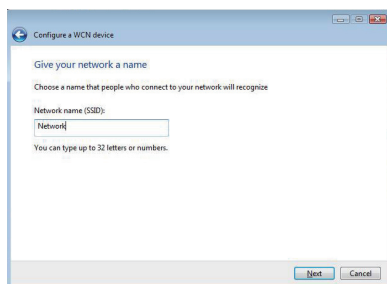 Configure a WCN device
Give your network a name
Choose a name that people who connect to your network will recognize
Network name (SSID):
Network
You can type up to 32 letters or numbers.
Next Cancel